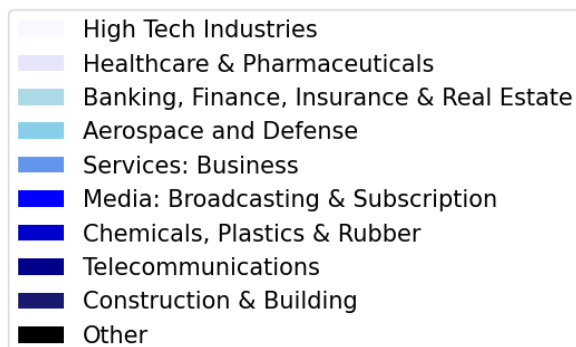 High Tech Industries
Healthcare & Pharmaceuticals
Banking, Finance, Insurance & Real Estate
Aerospace and Defense
Services: Business
Media: Broadcasting & Subscription
Chemicals, Plastics & Rubber
Telecommunications
Construction & Building
Other